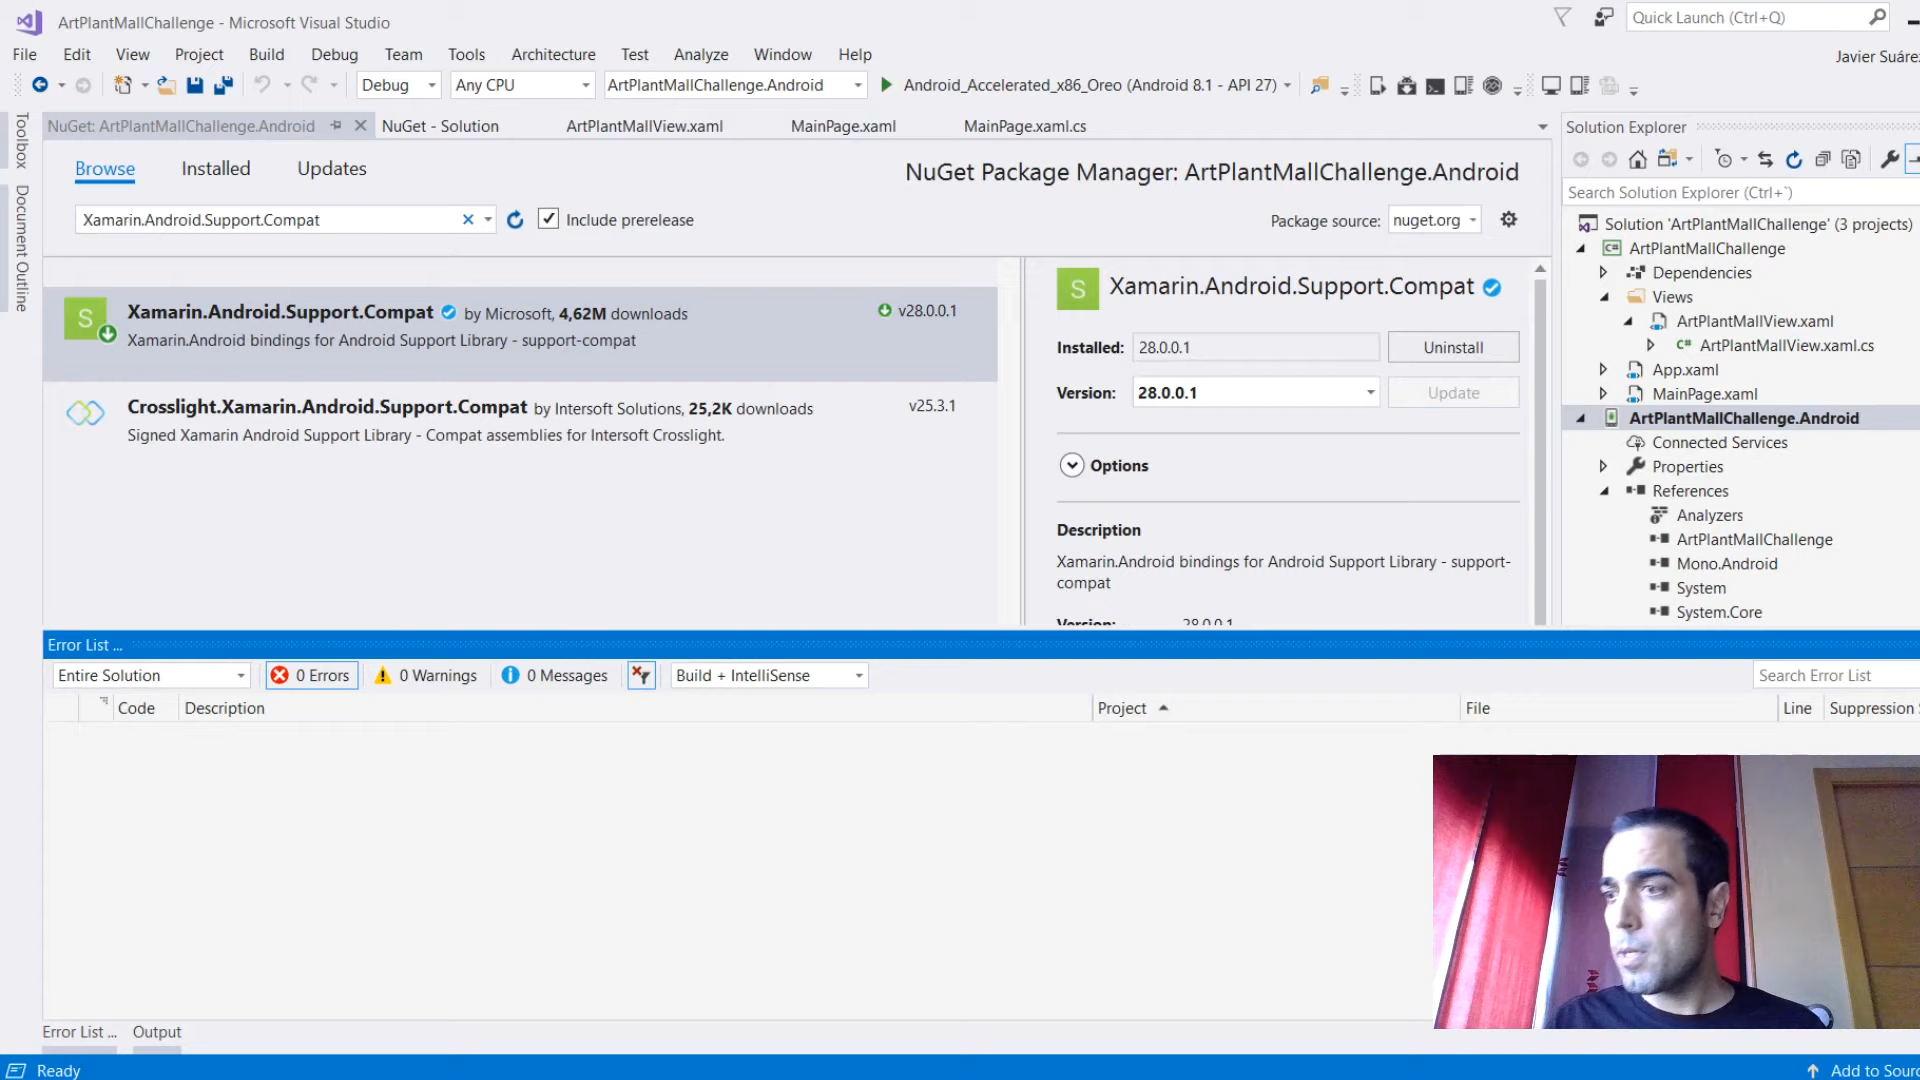 ArtPlantMallChallenge - Microsoft Visual Studio
Quick Launch (Ctrl+Q)
File Edit View Project Build Debug Team Tools Architecture Test Analyze Window Help
Javier Suáre
Debug Any CPU ArtPlantMallChallenge.Android Android_Accelerated_x86_Oreo (Android 8.1 - API 27)
Toolbox
Document Outline
NuGet: ArtPlantMallChallenge.Android NuGet - Solution ArtPlantMallView.xaml MainPage.xaml MainPage.xaml.cs
Browse Installed Updates
NuGet Package Manager: ArtPlantMallChallenge.Android
Xamarin.Android.Support.Compat
Include prerelease
Package source: nuget.org
S
Xamarin.Android.Support.Compat by Microsoft, 4,62M downloads v28.0.0.1
Xamarin.Android bindings for Android Support Library - support-compat
Crosslight.Xamarin.Android.Support.Compat by Intersoft Solutions, 25,2K downloads v25.3.1
Signed Xamarin Android Support Library - Compat assemblies for Intersoft Crosslight.
S Xamarin.Android.Support.Compat
Installed: 28.0.0.1 Uninstall
Version: 28.0.0.1 Update
Options
Description
Xamarin.Android bindings for Android Support Library - support-
compat
Version: 28.0.0.1
Solution Explorer
Search Solution Explorer (Ctrl+`)
Solution 'ArtPlantMallChallenge' (3 projects)
C# ArtPlantMallChallenge
Dependencies
Views
ArtPlantMallView.xaml
C# ArtPlantMallView.xaml.cs
App.xaml
MainPage.xaml
ArtPlantMallChallenge.Android
Connected Services
Properties
References
Analyzers
ArtPlantMallChallenge
Mono.Android
System
System.Core
Error List ...
Entire Solution 0 Errors 0 Warnings 0 Messages Build + IntelliSense Search Error List
Code Description Project File Line Suppression S
Error List ... Output
Ready
Add to Sourc